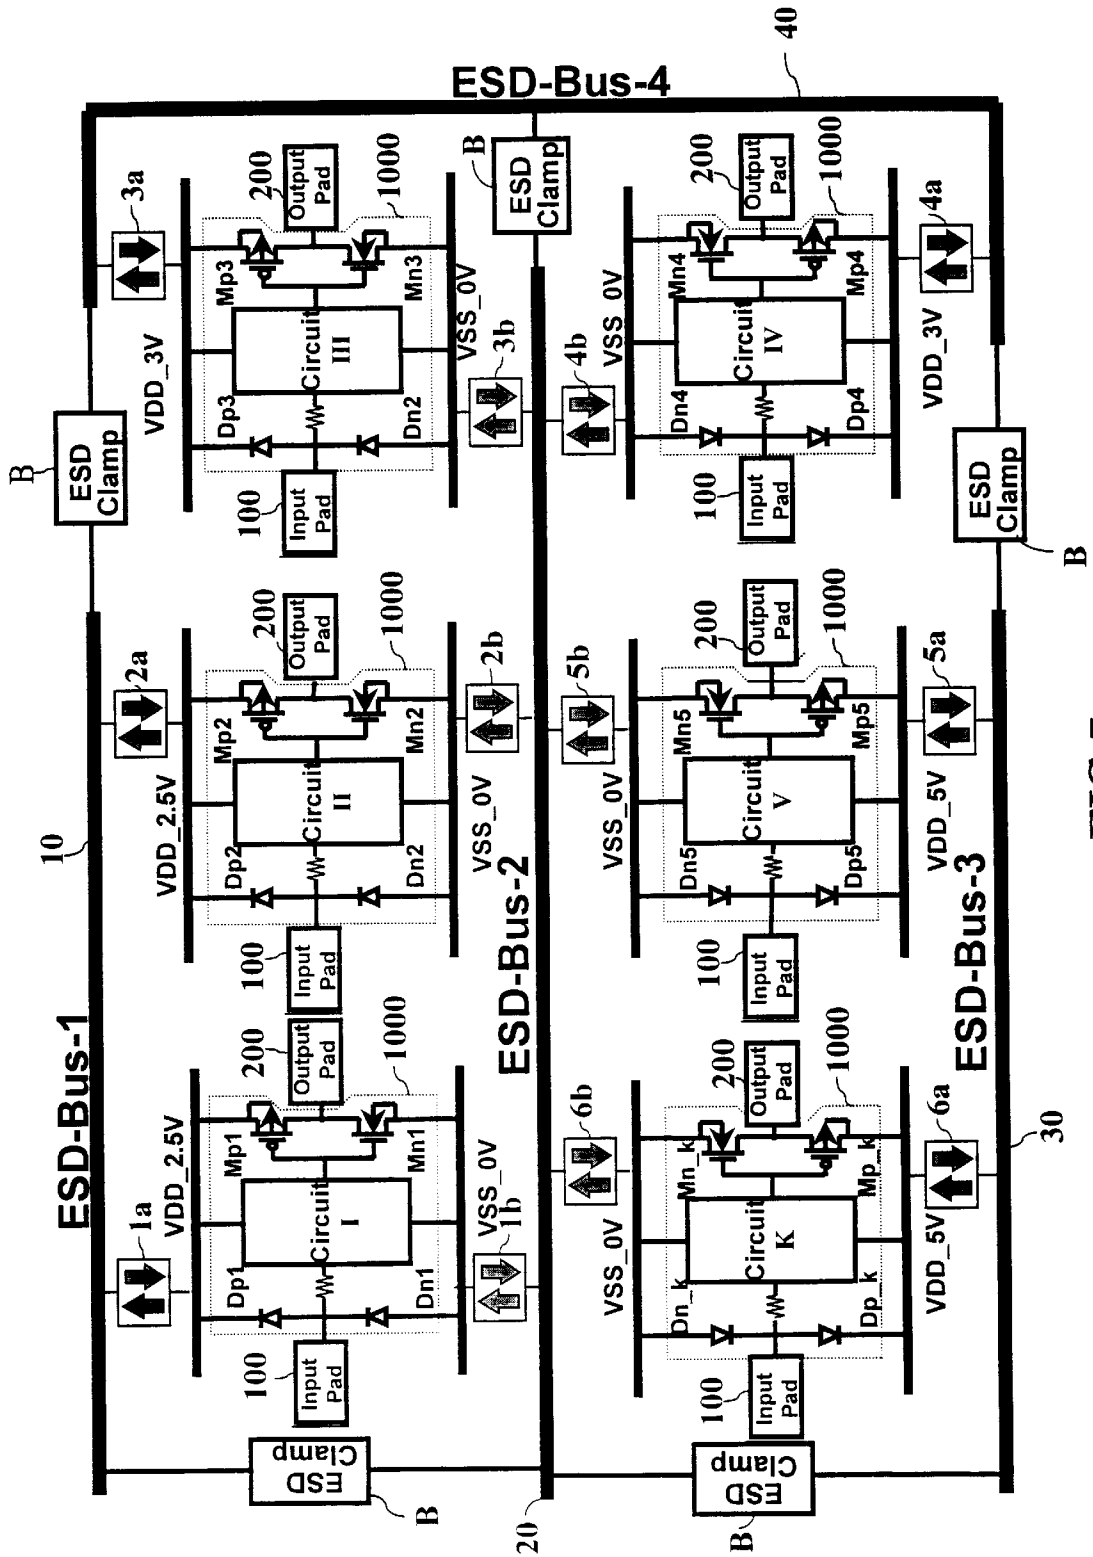 ESD-Bus-1
10
ESD
Clamp
B
ESD-Bus-4
40
1a
VDD_2.5V
Dp1
Mp1
100
Input
Pad
Circuit
I
200
Output
Pad
1000
Dn1
Mn1
VSS_0V
1b
2a
VDD_2.5V
Dp2
Mp2
100
Input
Pad
Circuit
II
200
Output
Pad
1000
Dn2
Mn2
VSS_0V
2b
3a
VDD_3V
Dp3
Mp3
100
Input
Pad
Circuit
III
200
Output
Pad
1000
Dn2
Mn3
VSS_0V
3b
ESD
Clamp
B
ESD-Bus-2
20
ESD
Clamp
B
6b
VSS_0V
Dn_k
Mn_k
100
Input
Pad
Circuit
K
200
Output
Pad
1000
Dp_k
Mp_k
VDD_5V
6a
5b
VSS_0V
Dn5
Mn5
100
Input
Pad
Circuit
V
200
Output
Pad
1000
Dp5
Mp5
VDD_5V
5a
4b
VSS_0V
Dn4
Mn4
100
Input
Pad
Circuit
IV
200
Output
Pad
1000
Dp4
Mp4
VDD_3V
4a
ESD
Clamp
B
ESD-Bus-3
30
ESD
Clamp
B